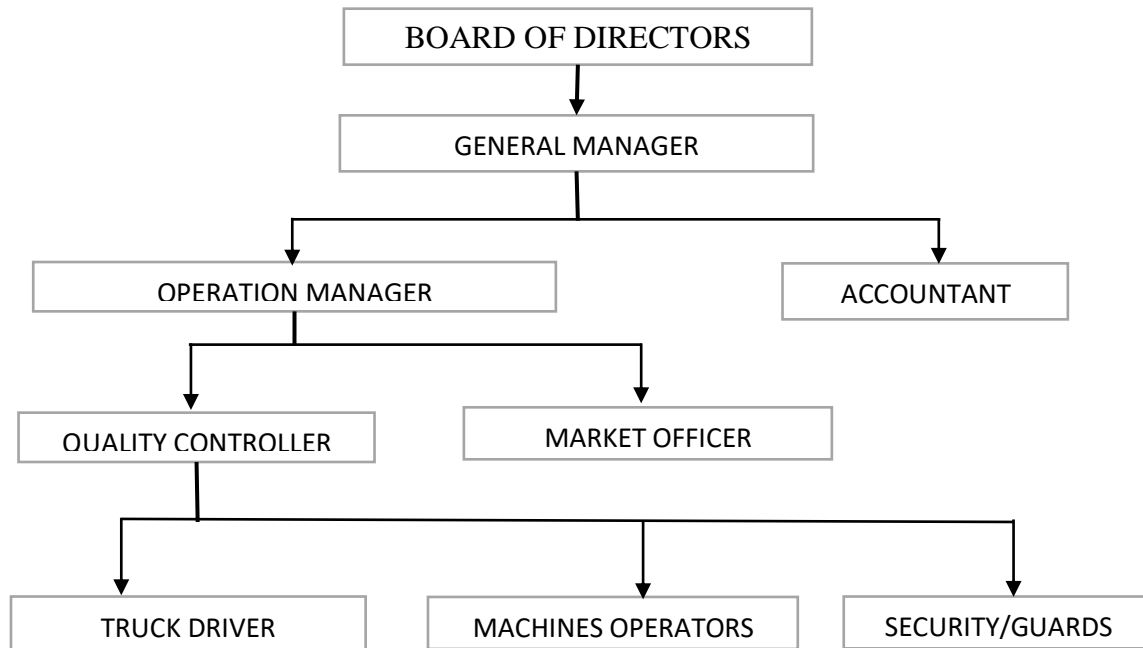 BOARD OF DIRECTORS
GENERAL MANAGER
OPERATION MANAGER
ACCOUNTANT
QUALITY CONTROLLER
MARKET OFFICER
TRUCK DRIVER
MACHINES OPERATORS
SECURITY/GUARDS